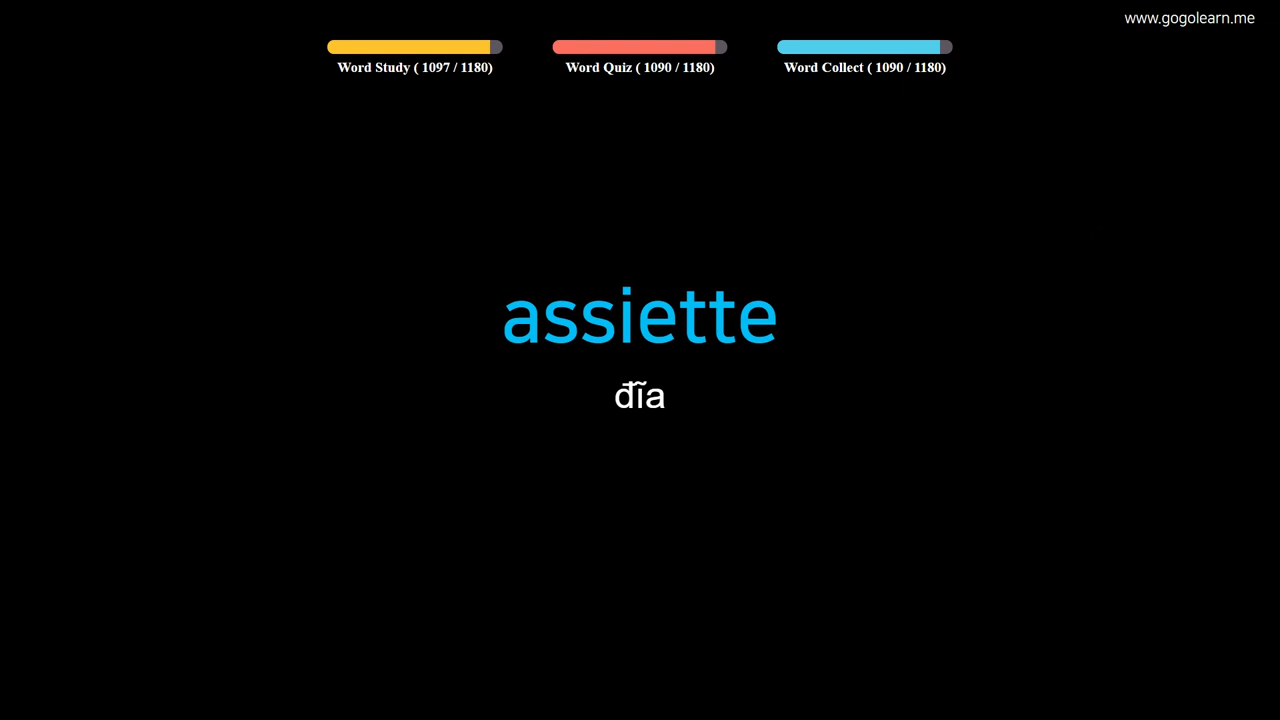 www.gogolearn.me
Word Study ( 1097 / 1180)
Word Quiz ( 1090 / 1180)
Word Collect ( 1090 / 1180)
assiette
đĩa